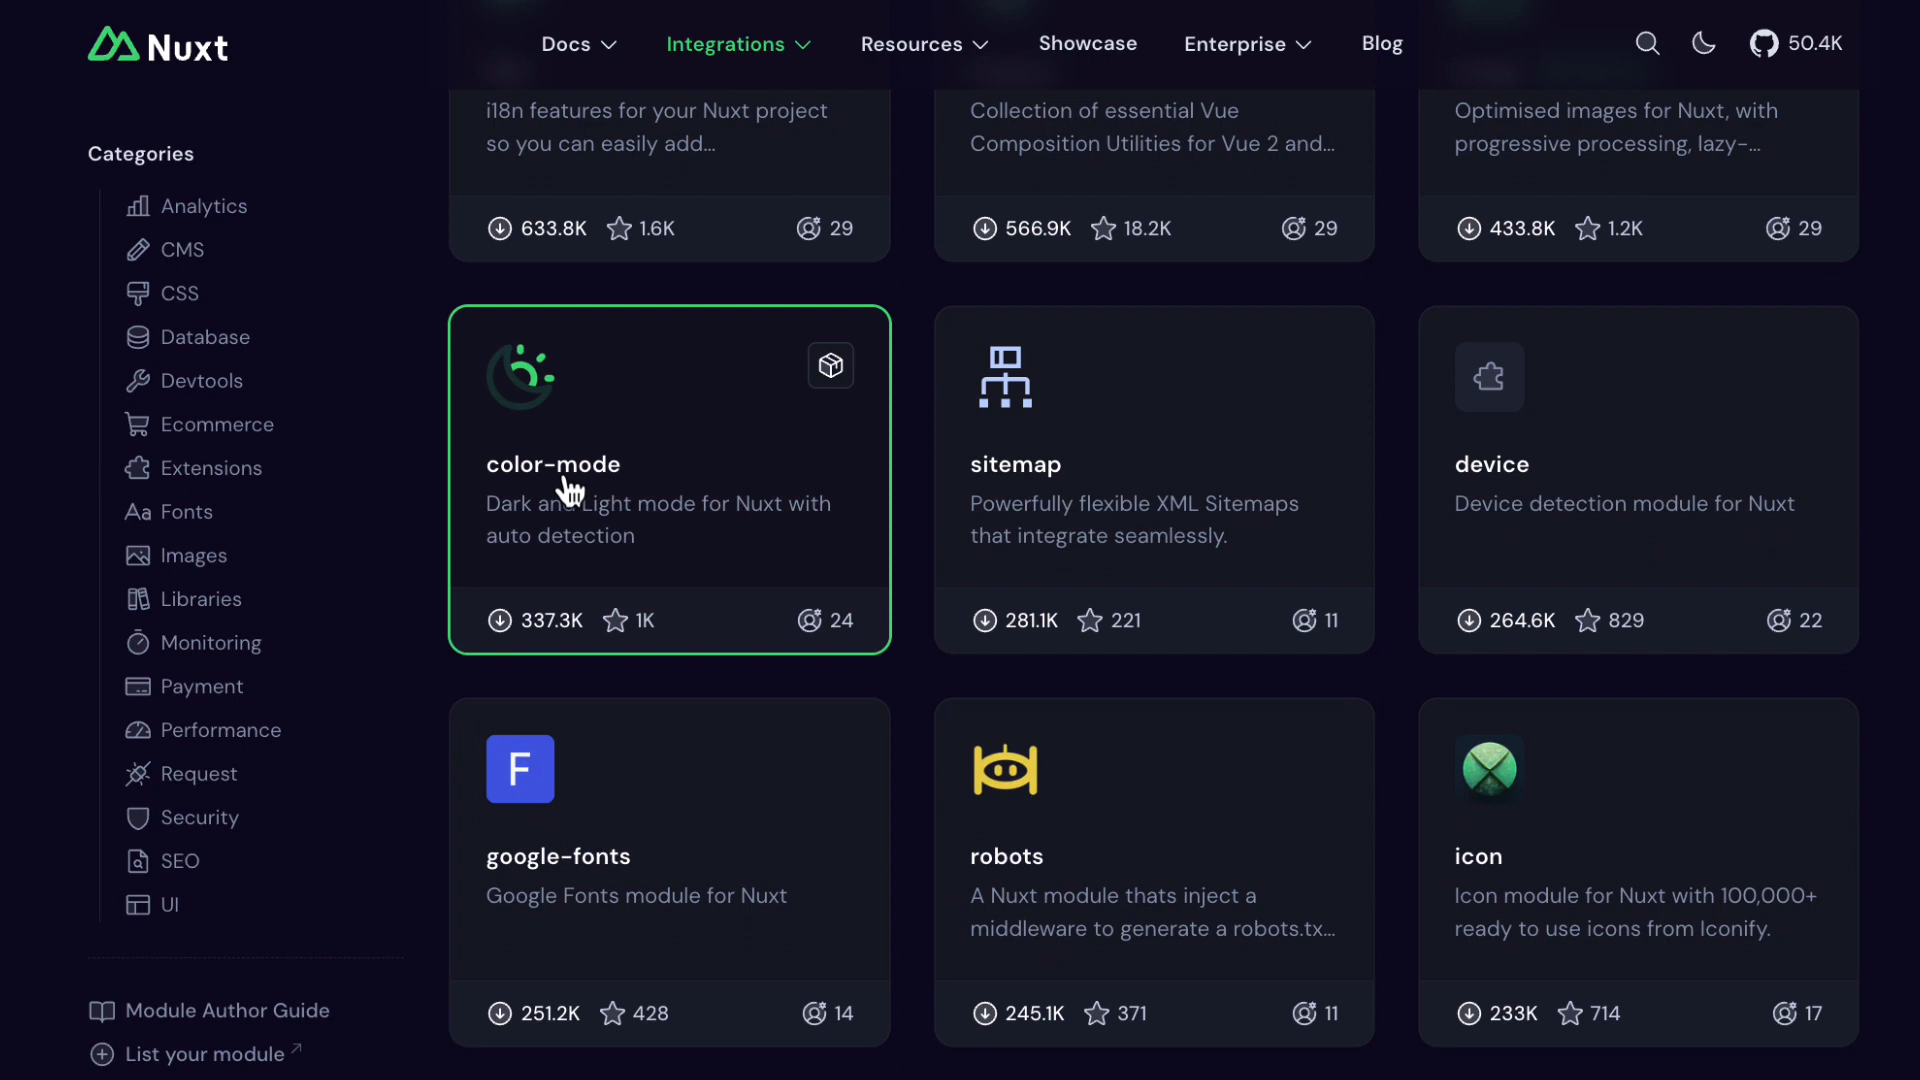 Nuxt
Docs
Integrations
Resources
Showcase
Enterprise
Blog
50.4K
Categories
Analytics
CMS
CSS
Database
Devtools
Ecommerce
Extensions
Aa Fonts
Images
Libraries
Monitoring
Payment
Performance
Request
Security
SEO
UI
Module Author Guide
List your module
i18n features for your Nuxt project
so you can easily add...
633.8K 1.6K 29
Collection of essential Vue
Composition Utilities for Vue 2 and...
566.9K 18.2K 29
Optimised images for Nuxt, with
progressive processing, lazy-...
433.8K 1.2K 29
color-mode
Dark and Light mode for Nuxt with
auto detection
337.3K 1K 24
sitemap
Powerfully flexible XML Sitemaps
that integrate seamlessly.
281.1K 221 11
device
Device detection module for Nuxt
264.6K 829 22
F
google-fonts
Google Fonts module for Nuxt
251.2K 428 14
robots
A Nuxt module thats inject a
middleware to generate a robots.tx...
245.1K 371 11
icon
Icon module for Nuxt with 100,000+
ready to use icons from Iconify.
233K 714 17